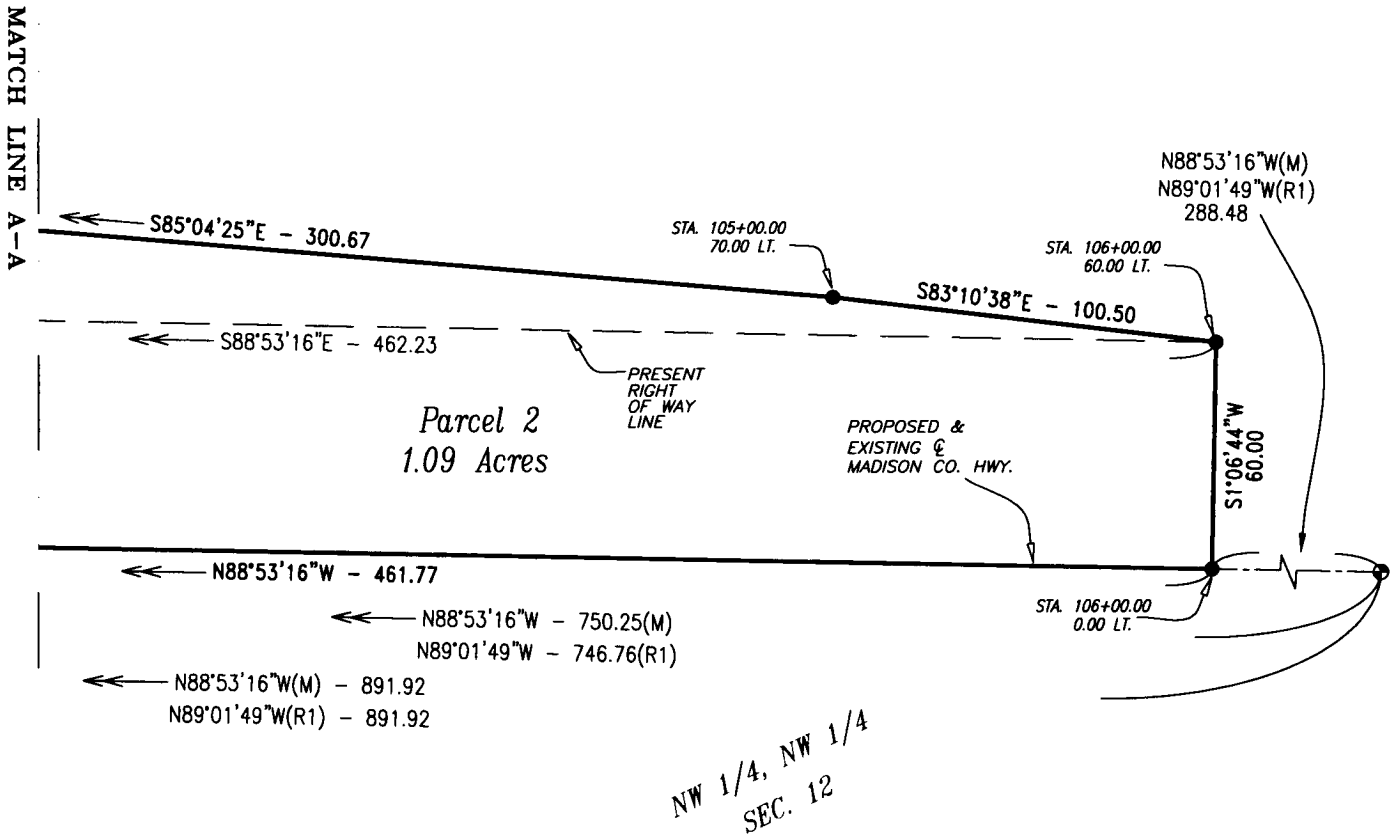 MATCH LINE A-A
N88°53'16"W(M)
N89°01'49"W(R1)
288.48
S85°04'25"E - 300.67
STA. 105+00.00
70.00 LT.
STA. 106+00.00
60.00 LT.
S83°10'38"E - 100.50
S88°53'16"E - 462.23
PRESENT
RIGHT
OF WAY
LINE
Parcel 2
1.09 Acres
PROPOSED &
EXISTING ℄
MADISON CO. HWY.
S1°06'44"W
60.00
N88°53'16"W - 461.77
STA. 106+00.00
0.00 LT.
N88°53'16"W - 750.25(M)
N89°01'49"W - 746.76(R1)
N88°53'16"W(M) - 891.92
N89°01'49"W(R1) - 891.92
NW 1/4, NW 1/4
SEC. 12